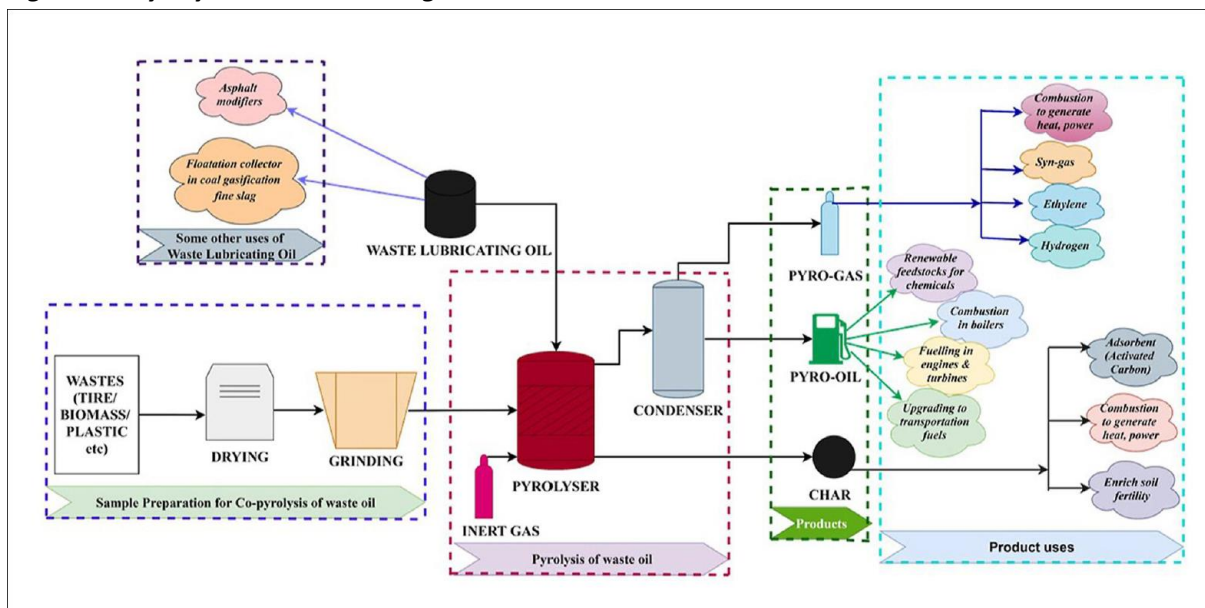 Asphalt
modifiers
Floatation collector
in coal gasification
fine slag
Some other uses of
Waste Lubricating Oil
WASTE LUBRICATING OIL
WASTES
(TIRE/
BIOMASS/
PLASTIC
etc)
DRYING
GRINDING
Sample Preparation for Co-pyrolysis of waste oil
INERT GAS
PYROLYSER
CONDENSER
Pyrolysis of waste oil
PYRO-GAS
PYRO-OIL
CHAR
Products
Combustion
to generate
heat, power
Syn-gas
Ethylene
Hydrogen
Renewable
feedstocks for
chemicals
Combustion
in boilers
Fuelling in
engines &
turbines
Upgrading to
transportation
fuels
Adsorbent
(Activated
Carbon)
Combustion
to generate
heat, power
Enrich soil
fertility
Product uses